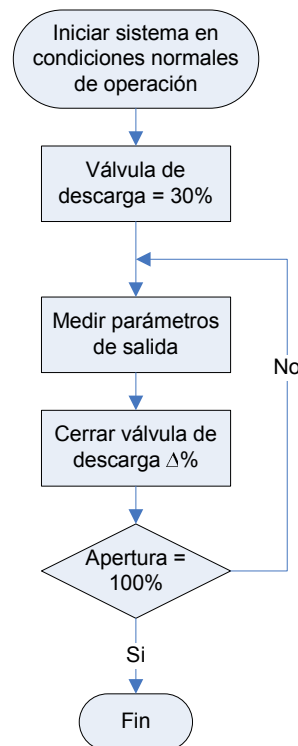 Iniciar sistema en
condiciones normales
de operación
Válvula de
descarga = 30%
Medir parámetros
de salida
No
Cerrar válvula de
descarga Δ%
Apertura =
100%
Si
Fin